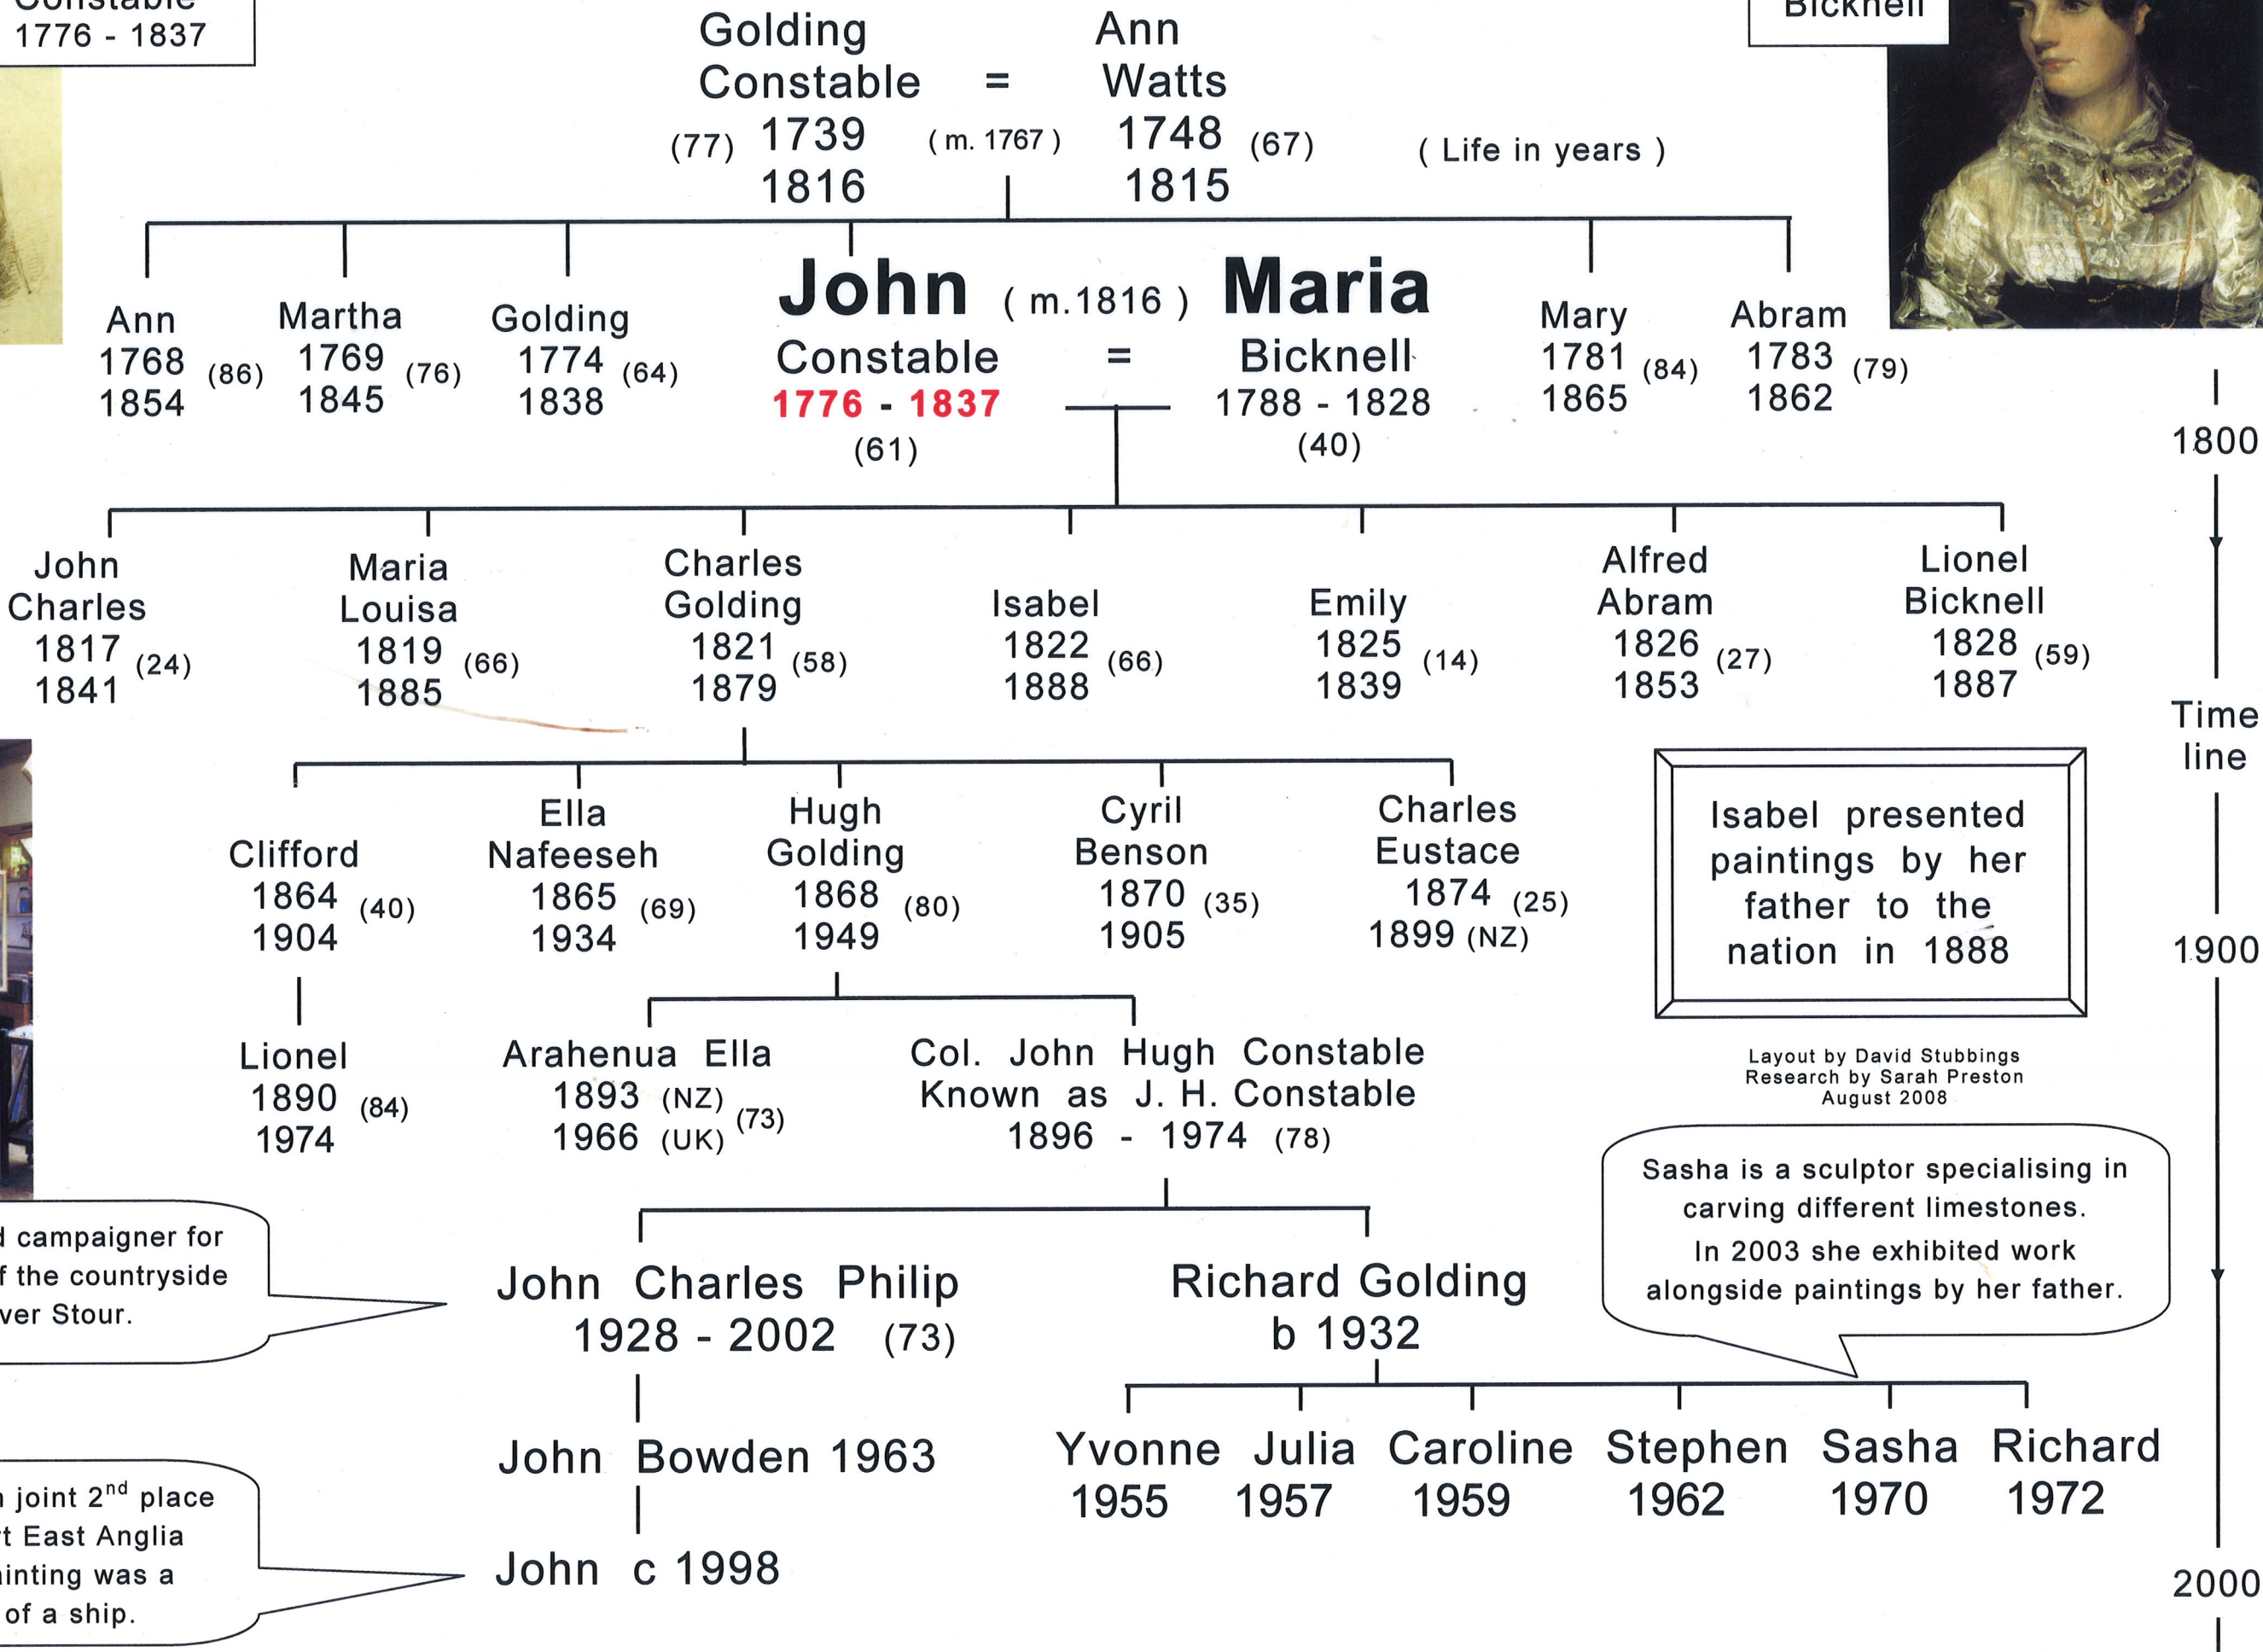 Constable
1776 - 1837
Bicknell
Golding Ann
Constable = Watts
(77) 1739 ( m. 1767 ) 1748 (67) ( Life in years )
1816 1815
John ( m.1816 ) Maria
Constable = Bicknell
1776 - 1837 1788 - 1828
(61) (40)
Ann
1768 (86)
1854
Martha
1769 (76)
1845
Golding
1774 (64)
1838
Mary
1781 (84)
1865
Abram
1783 (79)
1862
1800
John
Charles
1817 (24)
1841
Maria
Louisa
1819 (66)
1885
Charles
Golding
1821 (58)
1879
Isabel
1822 (66)
1888
Emily
1825 (14)
1839
Alfred
Abram
1826 (27)
1853
Lionel
Bicknell
1828 (59)
1887
Time
line
Clifford
1864 (40)
1904
Ella
Nafeeseh
1865 (69)
1934
Hugh
Golding
1868 (80)
1949
Cyril
Benson
1870 (35)
1905
Charles
Eustace
1874 (25)
1899 (NZ)
Isabel presented
paintings by her
father to the
nation in 1888
1900
Lionel
1890 (84)
1974
Arahenua Ella
1893 (NZ) (73)
1966 (UK)
Col. John Hugh Constable
Known as J. H. Constable
1896 - 1974 (78)
Layout by David Stubbings
Research by Sarah Preston
August 2008
Sasha is a sculptor specialising in
carving different limestones.
In 2003 she exhibited work
alongside paintings by her father.
campaigner for
the countryside
Stour.
John Charles Philip
1928 - 2002 (73)
Richard Golding
b 1932
John Bowden 1963
Yvonne Julia Caroline Stephen Sasha Richard
1955 1957 1959 1962 1970 1972
joint 2nd place
East Anglia
was a
of a ship.
John c 1998
2000